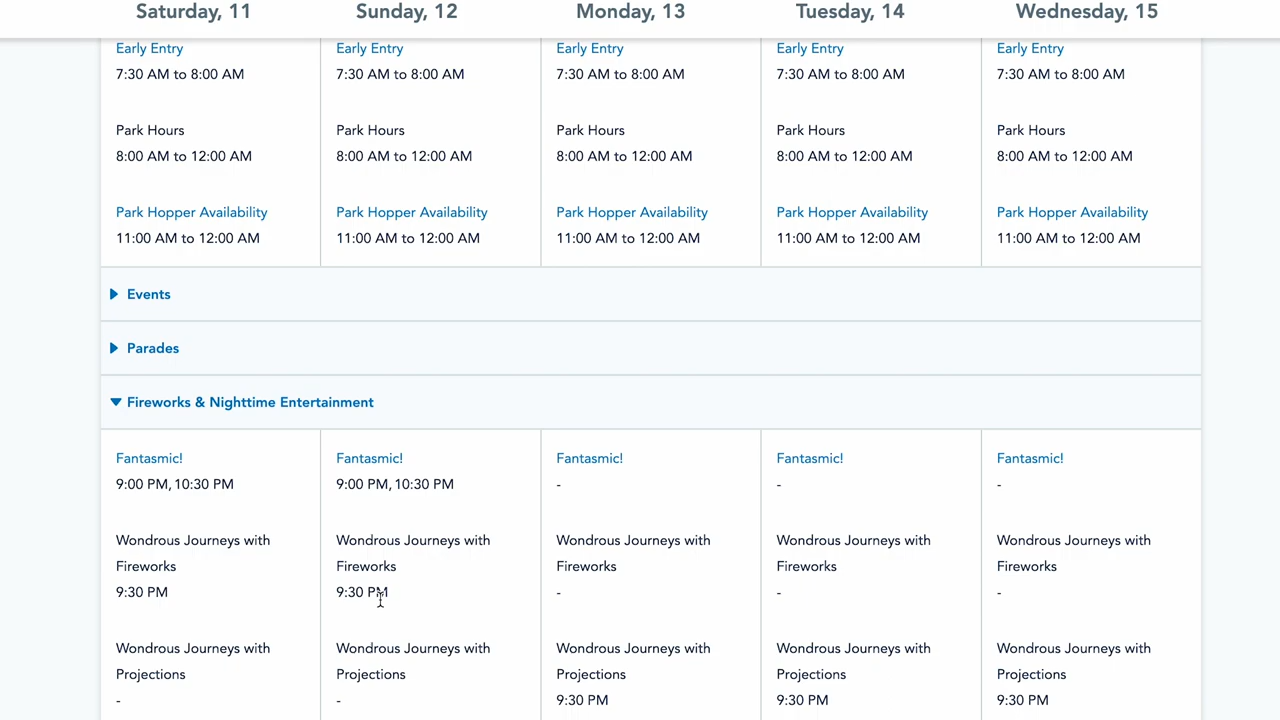 Saturday, 11 Sunday, 12 Monday, 13 Tuesday, 14 Wednesday, 15
Early Entry Early Entry Early Entry Early Entry Early Entry
7:30 AM to 8:00 AM 7:30 AM to 8:00 AM 7:30 AM to 8:00 AM 7:30 AM to 8:00 AM 7:30 AM to 8:00 AM
Park Hours Park Hours Park Hours Park Hours Park Hours
8:00 AM to 12:00 AM 8:00 AM to 12:00 AM 8:00 AM to 12:00 AM 8:00 AM to 12:00 AM 8:00 AM to 12:00 AM
Park Hopper Availability Park Hopper Availability Park Hopper Availability Park Hopper Availability Park Hopper Availability
11:00 AM to 12:00 AM 11:00 AM to 12:00 AM 11:00 AM to 12:00 AM 11:00 AM to 12:00 AM 11:00 AM to 12:00 AM
Events
Parades
Fireworks & Nighttime Entertainment
Fantasmic! Fantasmic! Fantasmic! Fantasmic! Fantasmic!
9:00 PM, 10:30 PM 9:00 PM, 10:30 PM - - -
Wondrous Journeys with Wondrous Journeys with Wondrous Journeys with Wondrous Journeys with Wondrous Journeys with
Fireworks Fireworks Fireworks Fireworks Fireworks
9:30 PM 9:30 PM - - -
Wondrous Journeys with Wondrous Journeys with Wondrous Journeys with Wondrous Journeys with Wondrous Journeys with
Projections Projections Projections Projections Projections
- - 9:30 PM 9:30 PM 9:30 PM